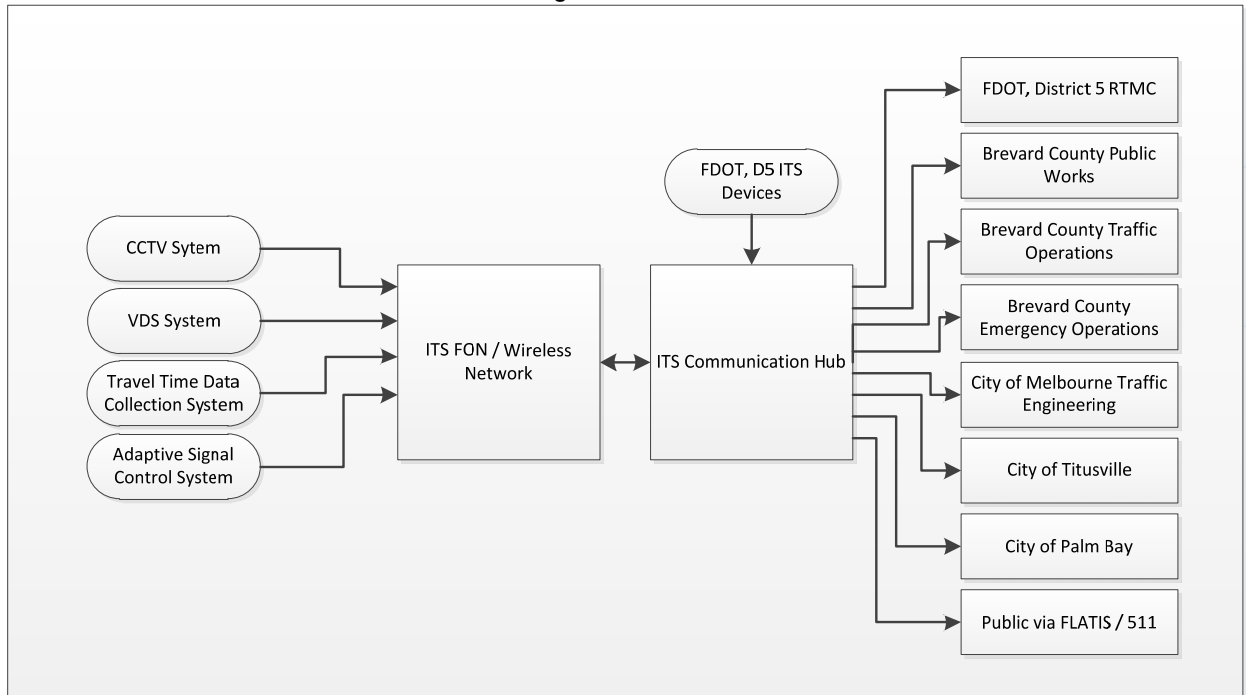 CCTV Sytem
VDS System
Travel Time Data
Collection System
Adaptive Signal
Control System
ITS FON / Wireless
Network
FDOT, D5 ITS
Devices
ITS Communication Hub
FDOT, District 5 RTMC
Brevard County Public
Works
Brevard County Traffic
Operations
Brevard County
Emergency Operations
City of Melbourne Traffic
Engineering
City of Titusville
City of Palm Bay
Public via FLATIS / 511